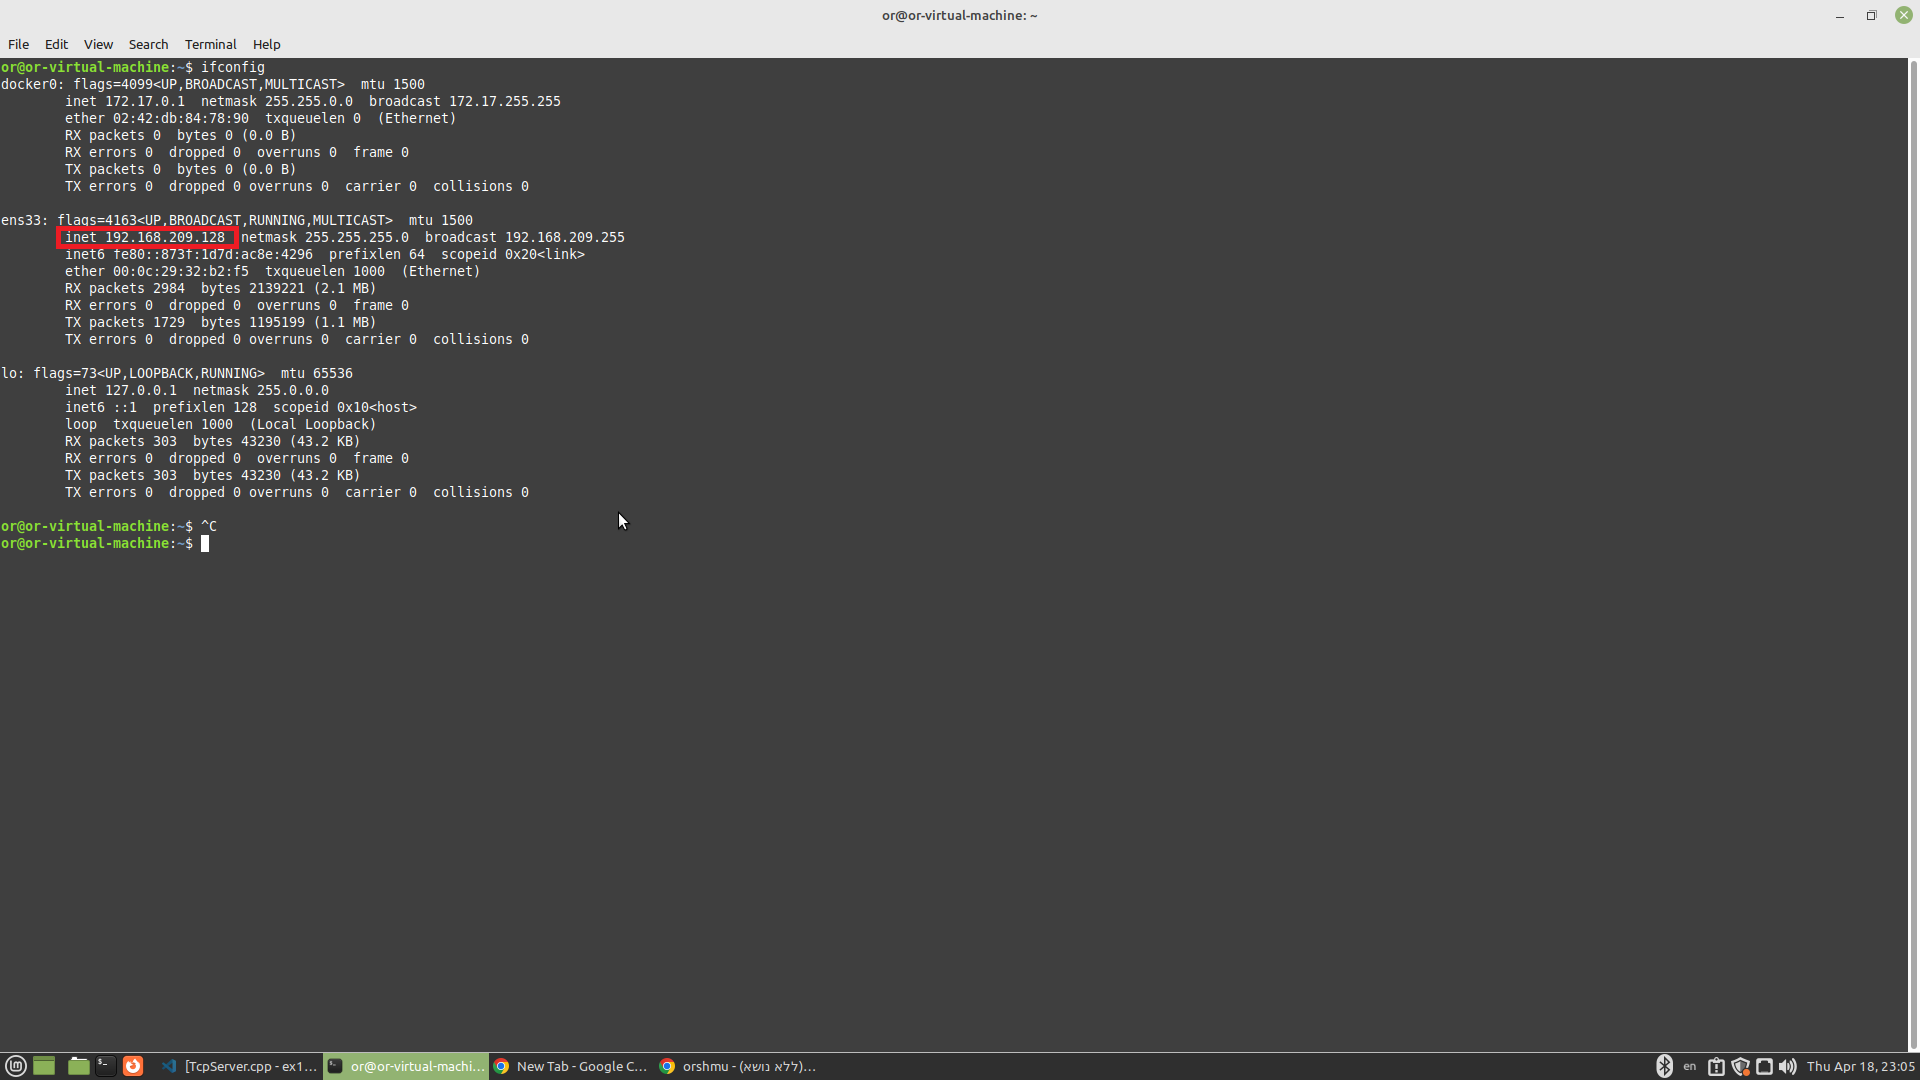 or@or-virtual-machine: ~
File Edit View Search Terminal Help
or@or-virtual-machine:~$ ifconfig
docker0: flags=4099<UP,BROADCAST,MULTICAST>  mtu 1500
        inet 172.17.0.1  netmask 255.255.0.0  broadcast 172.17.255.255
        ether 02:42:db:84:78:90  txqueuelen 0  (Ethernet)
        RX packets 0  bytes 0 (0.0 B)
        RX errors 0  dropped 0  overruns 0  frame 0
        TX packets 0  bytes 0 (0.0 B)
        TX errors 0  dropped 0 overruns 0  carrier 0  collisions 0
ens33: flags=4163<UP,BROADCAST,RUNNING,MULTICAST>  mtu 1500
        inet 192.168.209.128  netmask 255.255.255.0  broadcast 192.168.209.255
        inet6 fe80::873f:1d7d:ac8e:4296  prefixlen 64  scopeid 0x20<link>
        ether 00:0c:29:32:b2:f5  txqueuelen 1000  (Ethernet)
        RX packets 2984  bytes 2139221 (2.1 MB)
        RX errors 0  dropped 0  overruns 0  frame 0
        TX packets 1729  bytes 1195199 (1.1 MB)
        TX errors 0  dropped 0 overruns 0  carrier 0  collisions 0
lo: flags=73<UP,LOOPBACK,RUNNING>  mtu 65536
        inet 127.0.0.1  netmask 255.0.0.0
        inet6 ::1  prefixlen 128  scopeid 0x10<host>
        loop  txqueuelen 1000  (Local Loopback)
        RX packets 303  bytes 43230 (43.2 KB)
        RX errors 0  dropped 0  overruns 0  frame 0
        TX packets 303  bytes 43230 (43.2 KB)
        TX errors 0  dropped 0 overruns 0  carrier 0  collisions 0
or@or-virtual-machine:~$ ^C
or@or-virtual-machine:~$
[TcpServer.cpp - ex1... or@or-virtual-machi... New Tab - Google C... orshmu - (ללא נושא)... en Thu Apr 18, 23:05